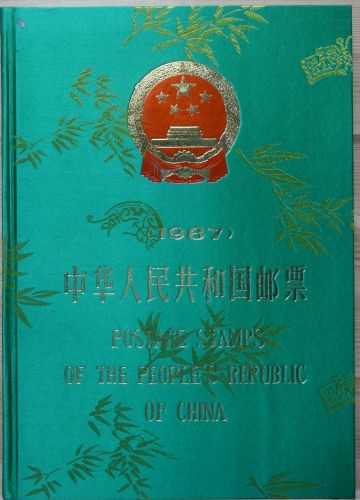 (1987)
中华人民共和国邮票
POSTAGE STAMPS
OF THE PEOPLE'S REPUBLIC
OF CHINA